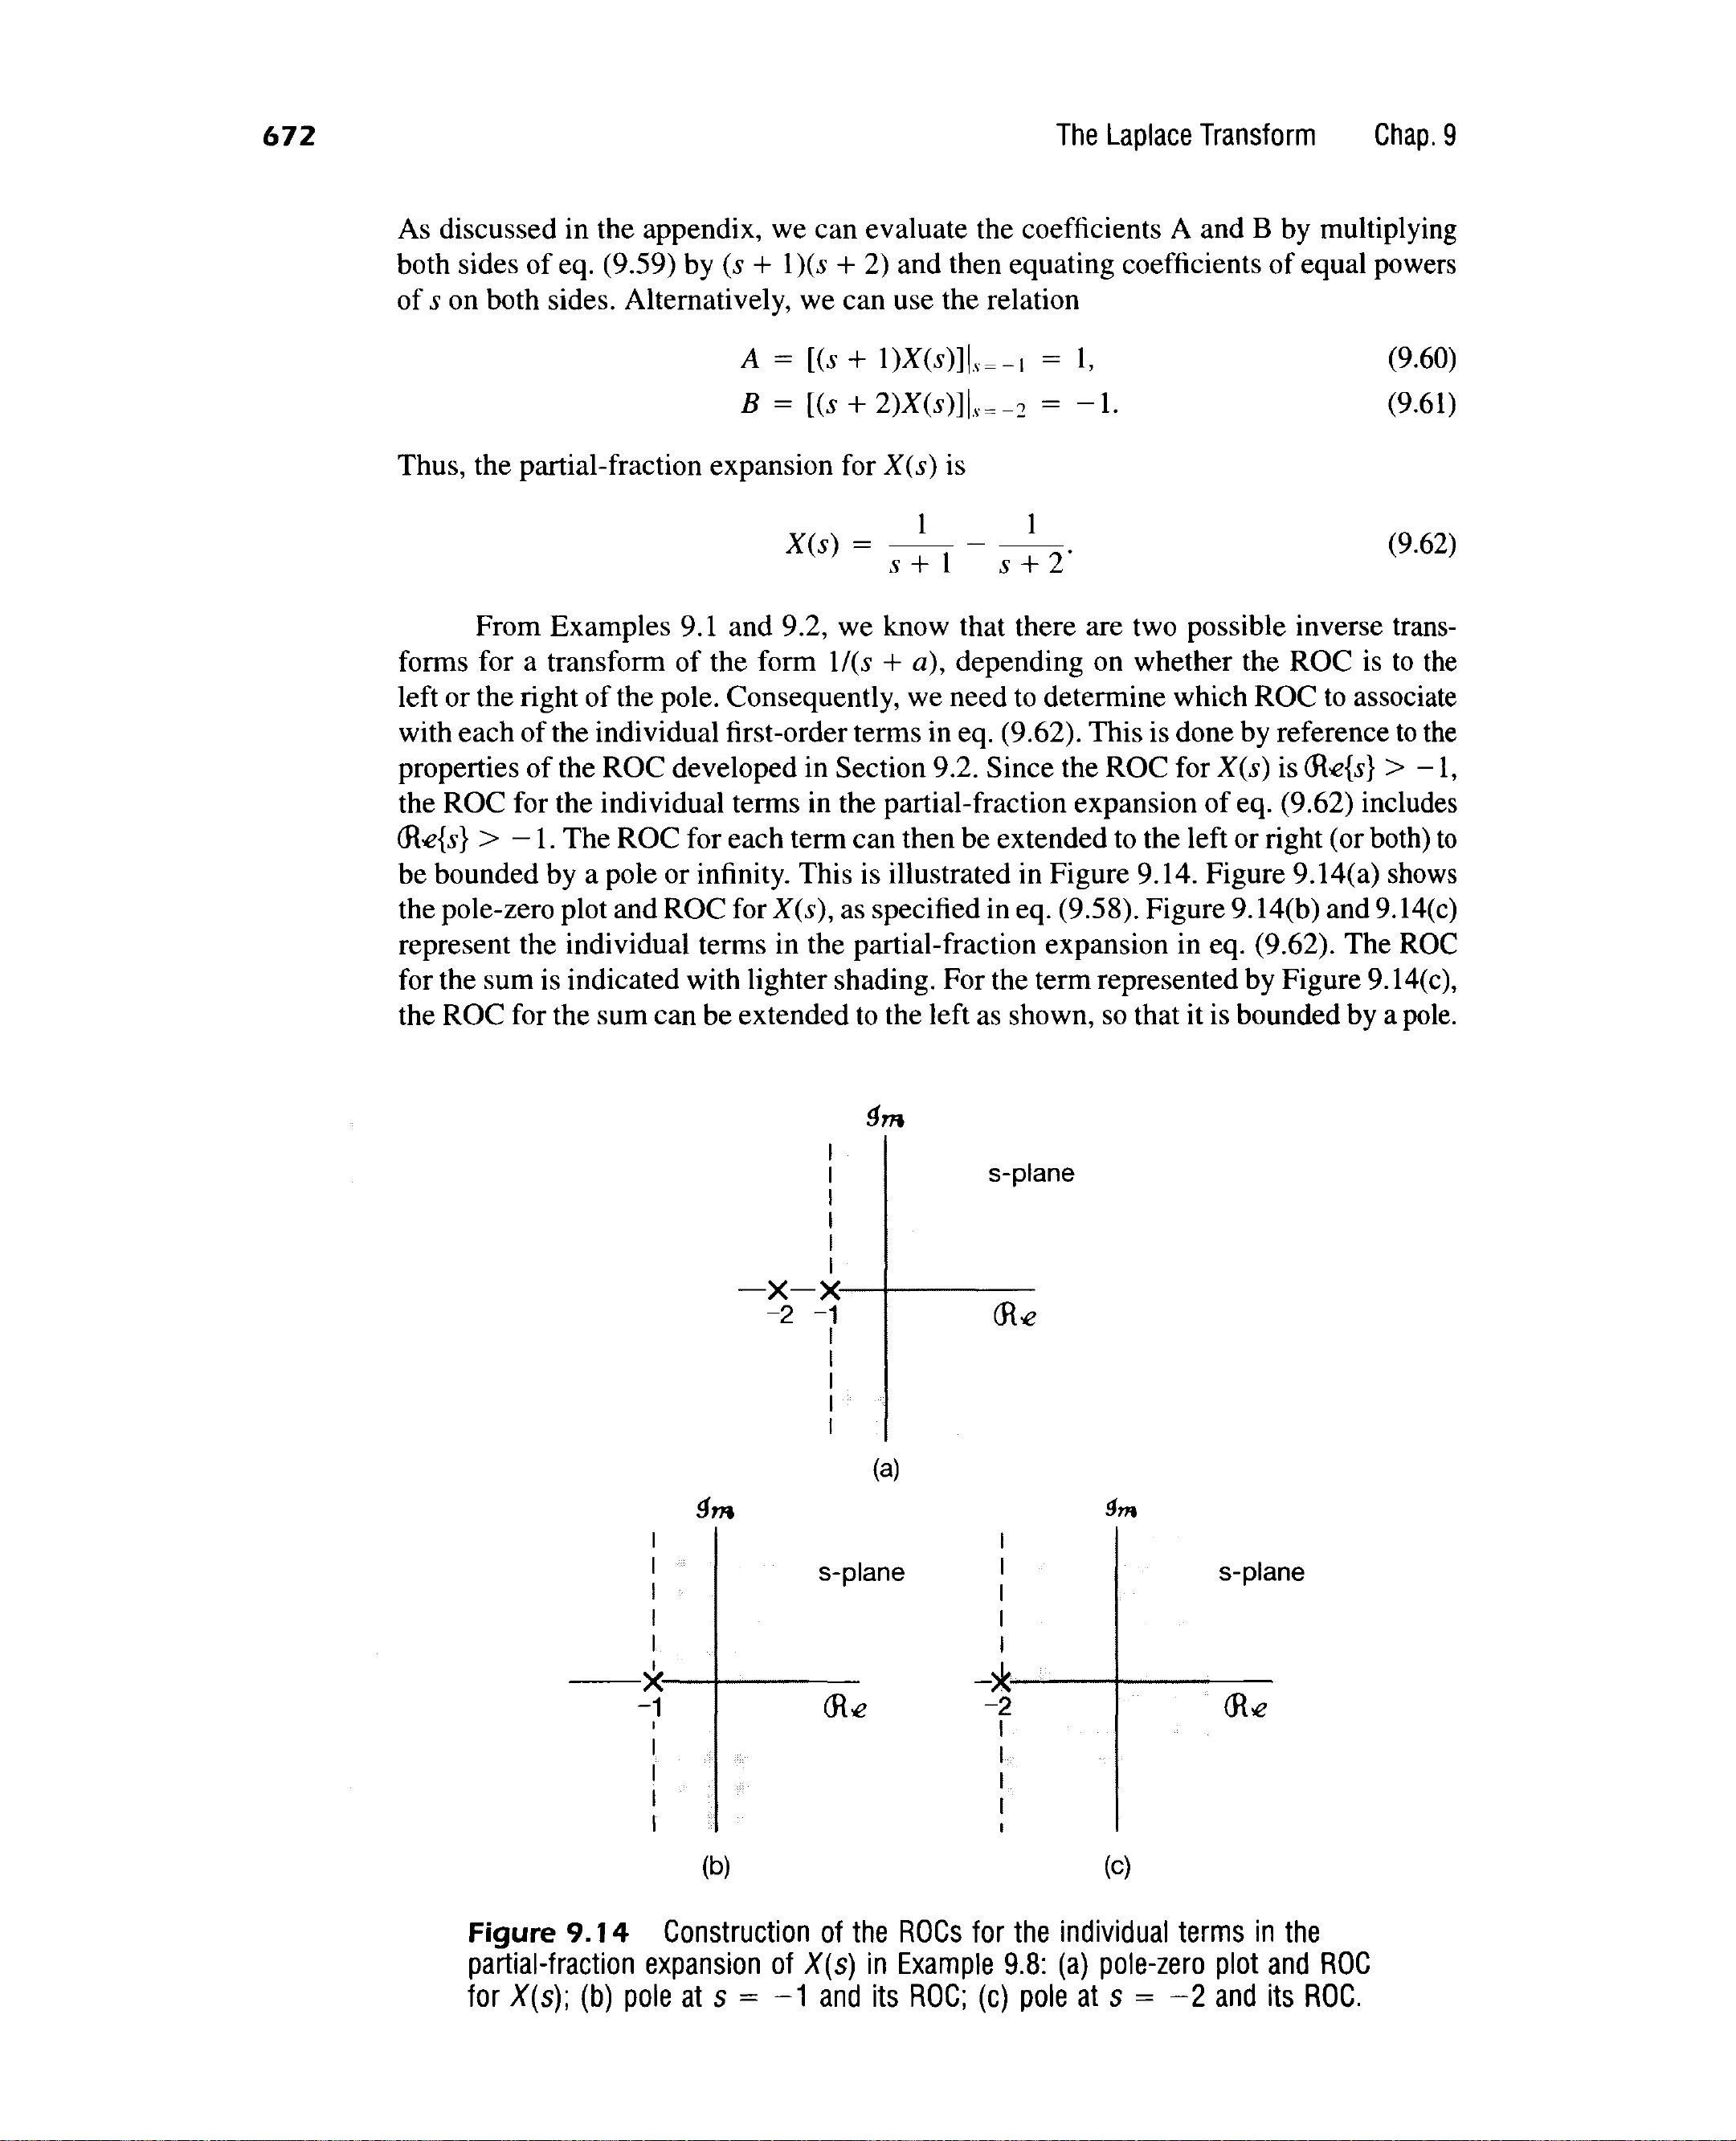 672 The Laplace Transform Chap. 9
As discussed in the appendix, we can evaluate the coefficients A and B by multiplying
both sides of eq. (9.59) by (s + 1)(s + 2) and then equating coefficients of equal powers
of s on both sides. Alternatively, we can use the relation
A = [(s + 1)X(s)]|s=-1 = 1, (9.60)
B = [(s + 2)X(s)]|s=-2 = -1. (9.61)
Thus, the partial-fraction expansion for X(s) is
X(s) = 1/(s + 1) - 1/(s + 2). (9.62)
From Examples 9.1 and 9.2, we know that there are two possible inverse trans-
forms for a transform of the form 1/(s + a), depending on whether the ROC is to the
left or the right of the pole. Consequently, we need to determine which ROC to associate
with each of the individual first-order terms in eq. (9.62). This is done by reference to the
properties of the ROC developed in Section 9.2. Since the ROC for X(s) is ℜe{s} > -1,
the ROC for the individual terms in the partial-fraction expansion of eq. (9.62) includes
ℜe{s} > -1. The ROC for each term can then be extended to the left or right (or both) to
be bounded by a pole or infinity. This is illustrated in Figure 9.14. Figure 9.14(a) shows
the pole-zero plot and ROC for X(s), as specified in eq. (9.58). Figure 9.14(b) and 9.14(c)
represent the individual terms in the partial-fraction expansion in eq. (9.62). The ROC
for the sum is indicated with lighter shading. For the term represented by Figure 9.14(c),
the ROC for the sum can be extended to the left as shown, so that it is bounded by a pole.
ℐm
s-plane
-2 -1 ℜe
(a)
ℐm ℐm
s-plane s-plane
-1 ℜe -2 ℜe
(b) (c)
Figure 9.14 Construction of the ROCs for the individual terms in the
partial-fraction expansion of X(s) in Example 9.8: (a) pole-zero plot and ROC
for X(s); (b) pole at s = -1 and its ROC; (c) pole at s = -2 and its ROC.